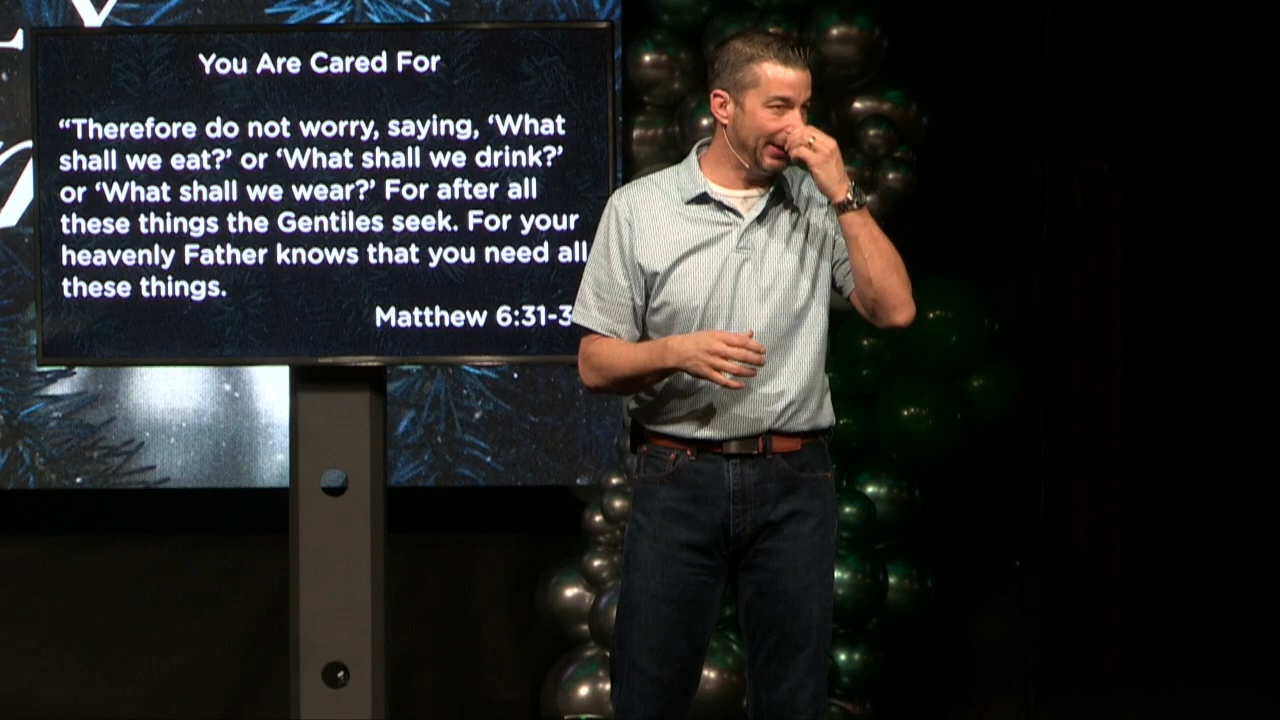 You Are Cared For
“Therefore do not worry, saying, ‘What
shall we eat?’ or ‘What shall we drink?’
or ‘What shall we wear?’ For after all
these things the Gentiles seek. For your
heavenly Father knows that you need all
these things.
Matthew 6:31-3